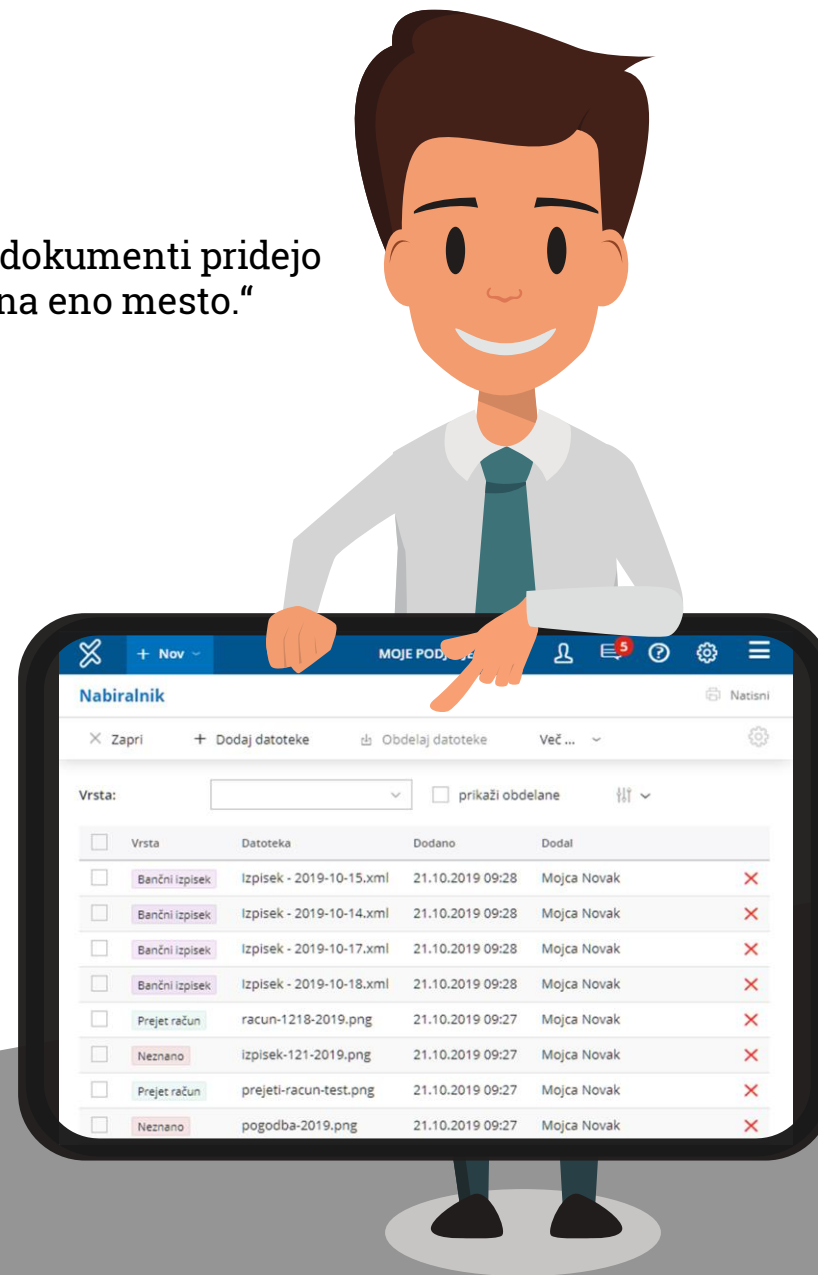 dokumenti pridejo
na eno mesto.“
+ Nov
MOJE
5
Nabiralnik
Natisni
Zapri
+ Dodaj datoteke
Obdelaj datoteke
Več ...
Vrsta:
prikaži obdelane
Vrsta Datoteka Dodano Dodal
Bančni izpisek Izpisek - 2019-10-15.xml 21.10.2019 09:28 Mojca Novak
Bančni izpisek Izpisek - 2019-10-14.xml 21.10.2019 09:28 Mojca Novak
Bančni izpisek Izpisek - 2019-10-17.xml 21.10.2019 09:28 Mojca Novak
Bančni izpisek Izpisek - 2019-10-18.xml 21.10.2019 09:28 Mojca Novak
Prejet račun racun-1218-2019.png 21.10.2019 09:27 Mojca Novak
Neznano izpisek-121-2019.png 21.10.2019 09:27 Mojca Novak
Prejet račun prejeti-racun-test.png 21.10.2019 09:27 Mojca Novak
Neznano pogodba-2019.png 21.10.2019 09:27 Mojca Novak